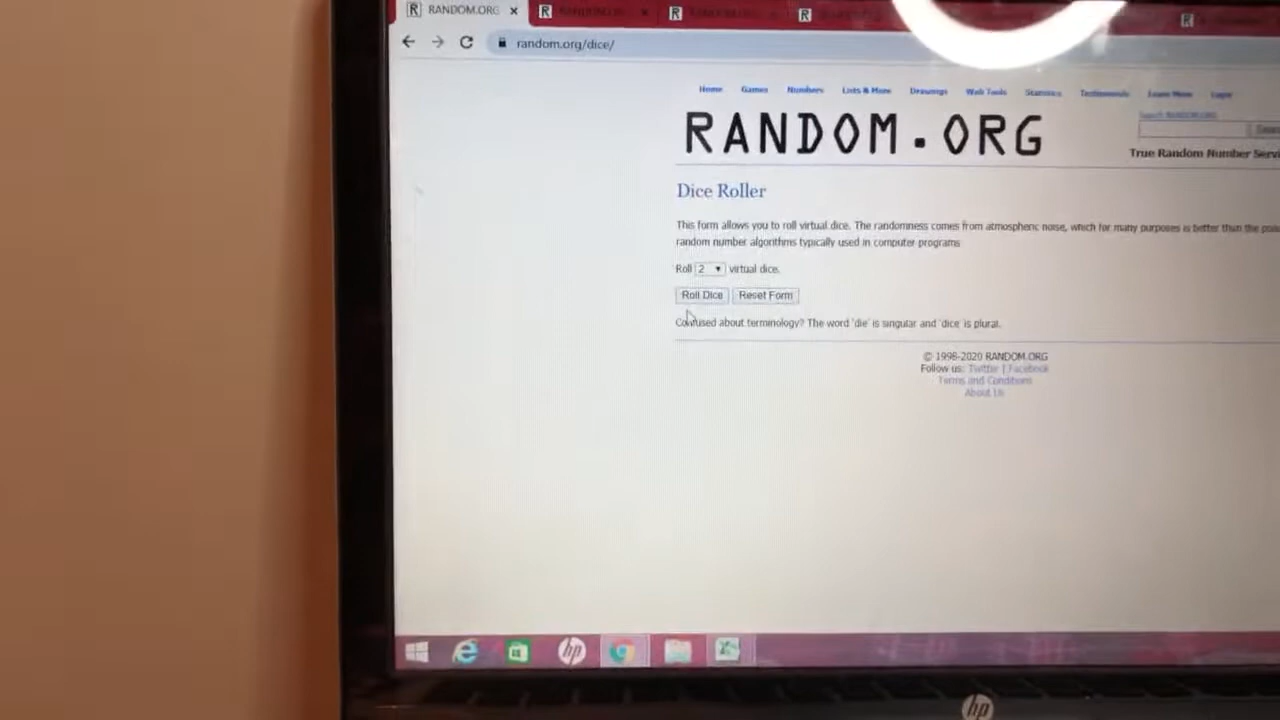 RANDOM.ORG
random.org/dice/
Home Games Numbers Lists & More Drawings Web Tools Statistics Testimonials Learn More Login
Search RANDOM.ORG
RANDOM.ORG
True Random Number Serv
Dice Roller
This form allows you to roll virtual dice. The randomness comes from atmospheric noise, which for many purposes is better than the
random number algorithms typically used in computer programs
Roll 2 virtual dice.
Roll Dice Reset Form
Confused about terminology? The word 'die' is singular and 'dice' is plural.
© 1998-2020 RANDOM.ORG
Follow us: Twitter | Facebook
Terms and Conditions
About Us
hp
hp